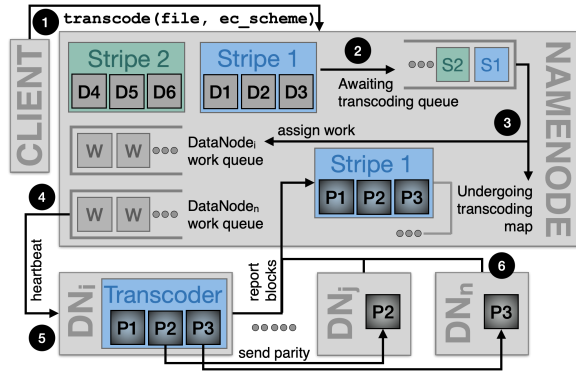 1
transcode(file, ec_scheme)
CLIENT
NAMENODE
Stripe 2
D4 D5 D6
Stripe 1
D1 D2 D3
2
Awaiting
transcoding queue
S2 S1
3
assign work
W W
DataNodei
work queue
W W
DataNoden
work queue
Stripe 1
P1 P2 P3
Undergoing
transcoding
map
4
heartbeat
5
DNi
Transcoder
P1 P2 P3
report
blocks
send parity
DNj
P2
6
DNn
P3